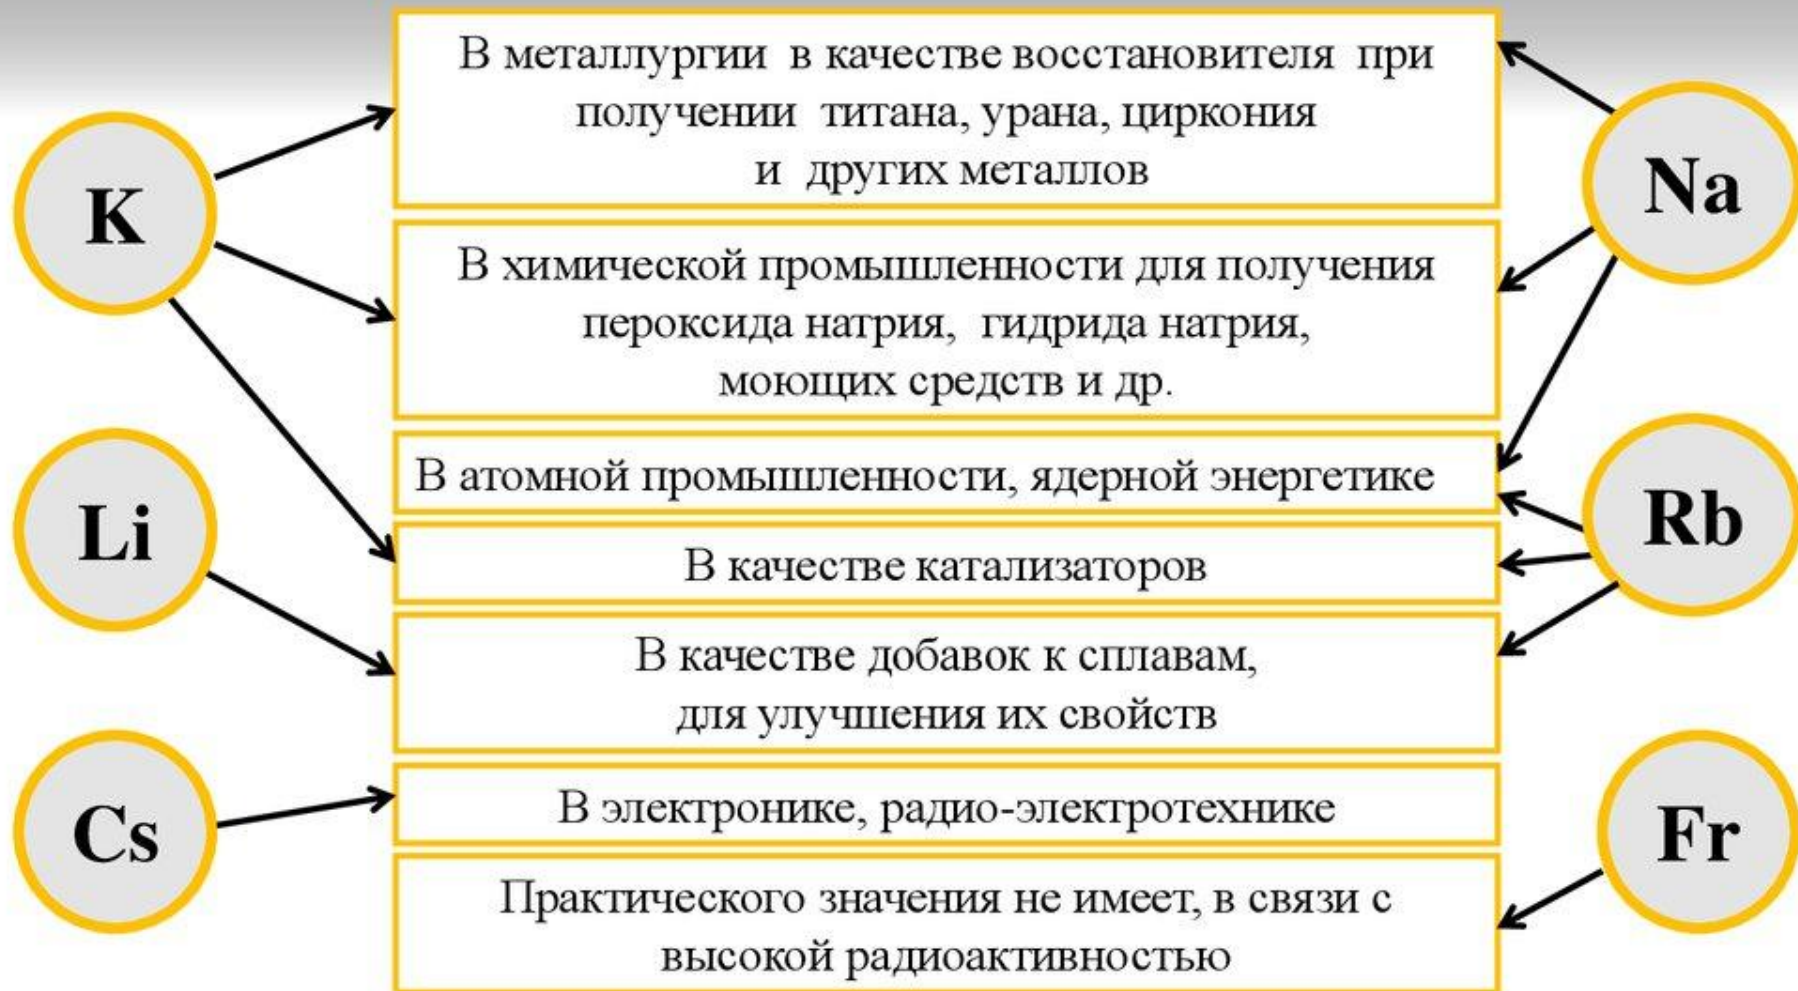 В металлургии в качестве восстановителя при
получении титана, урана, циркония
и других металлов
K
Na
В химической промышленности для получения
пероксида натрия, гидрида натрия,
моющих средств и др.
В атомной промышленности, ядерной энергетике
Li
Rb
В качестве катализаторов
В качестве добавок к сплавам,
для улучшения их свойств
Cs
В электронике, радио-электротехнике
Fr
Практического значения не имеет, в связи с
высокой радиоактивностью